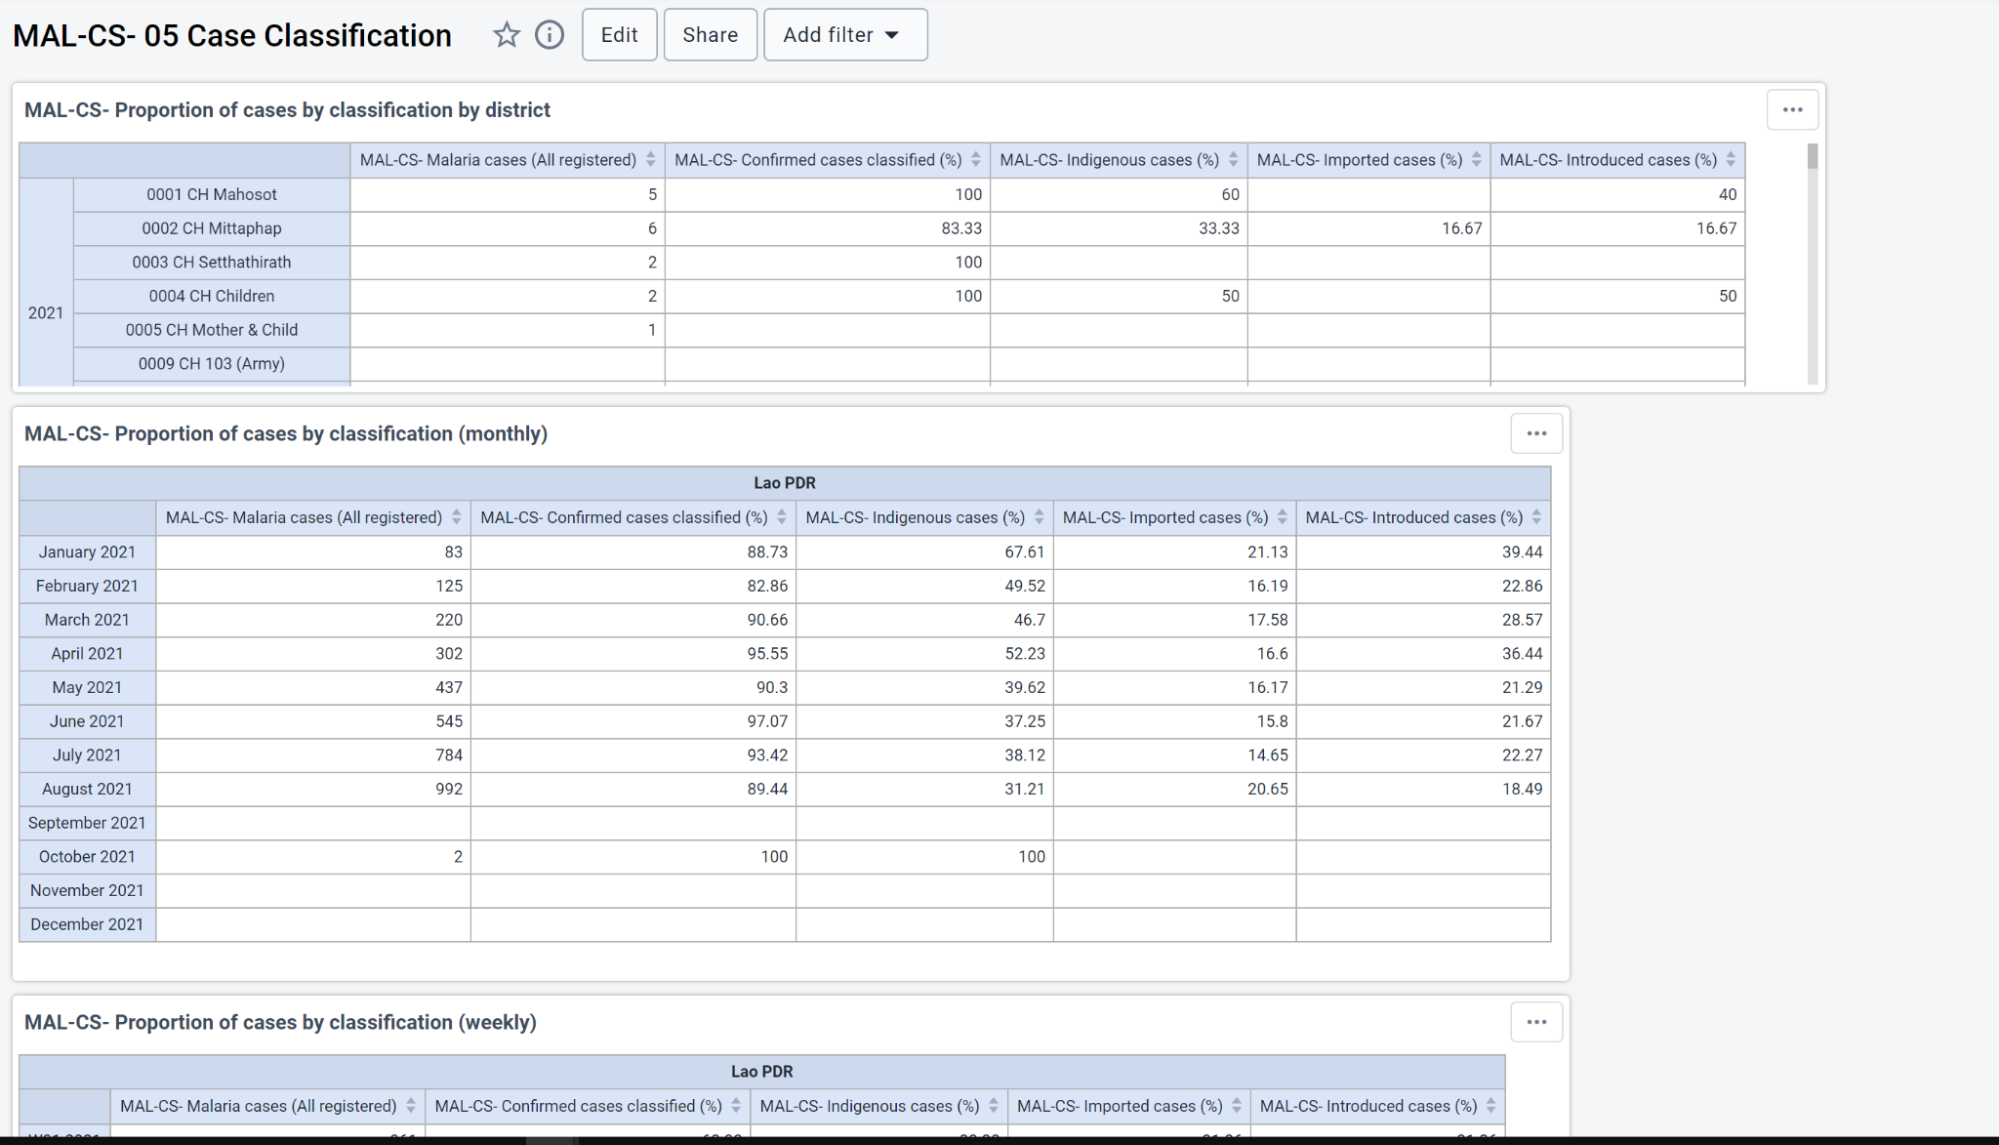 MAL-CS- 05 Case Classification Edit Share Add filter
MAL-CS- Proportion of cases by classification by district
MAL-CS- Malaria cases (All registered) MAL-CS- Confirmed cases classified (%) MAL-CS- Indigenous cases (%) MAL-CS- Imported cases (%) MAL-CS- Introduced cases (%)
0001 CH Mahosot 5 100 60 40
0002 CH Mittaphap 6 83.33 33.33 16.67 16.67
0003 CH Setthathirath 2 100
0004 CH Children 2 100 50 50
2021
0005 CH Mother & Child 1
0009 CH 103 (Army)
MAL-CS- Proportion of cases by classification (monthly)
Lao PDR
MAL-CS- Malaria cases (All registered) MAL-CS- Confirmed cases classified (%) MAL-CS- Indigenous cases (%) MAL-CS- Imported cases (%) MAL-CS- Introduced cases (%)
January 2021 83 88.73 67.61 21.13 39.44
February 2021 125 82.86 49.52 16.19 22.86
March 2021 220 90.66 46.7 17.58 28.57
April 2021 302 95.55 52.23 16.6 36.44
May 2021 437 90.3 39.62 16.17 21.29
June 2021 545 97.07 37.25 15.8 21.67
July 2021 784 93.42 38.12 14.65 22.27
August 2021 992 89.44 31.21 20.65 18.49
September 2021
October 2021 2 100 100
November 2021
December 2021
MAL-CS- Proportion of cases by classification (weekly)
Lao PDR
MAL-CS- Malaria cases (All registered) MAL-CS- Confirmed cases classified (%) MAL-CS- Indigenous cases (%) MAL-CS- Imported cases (%) MAL-CS- Introduced cases (%)